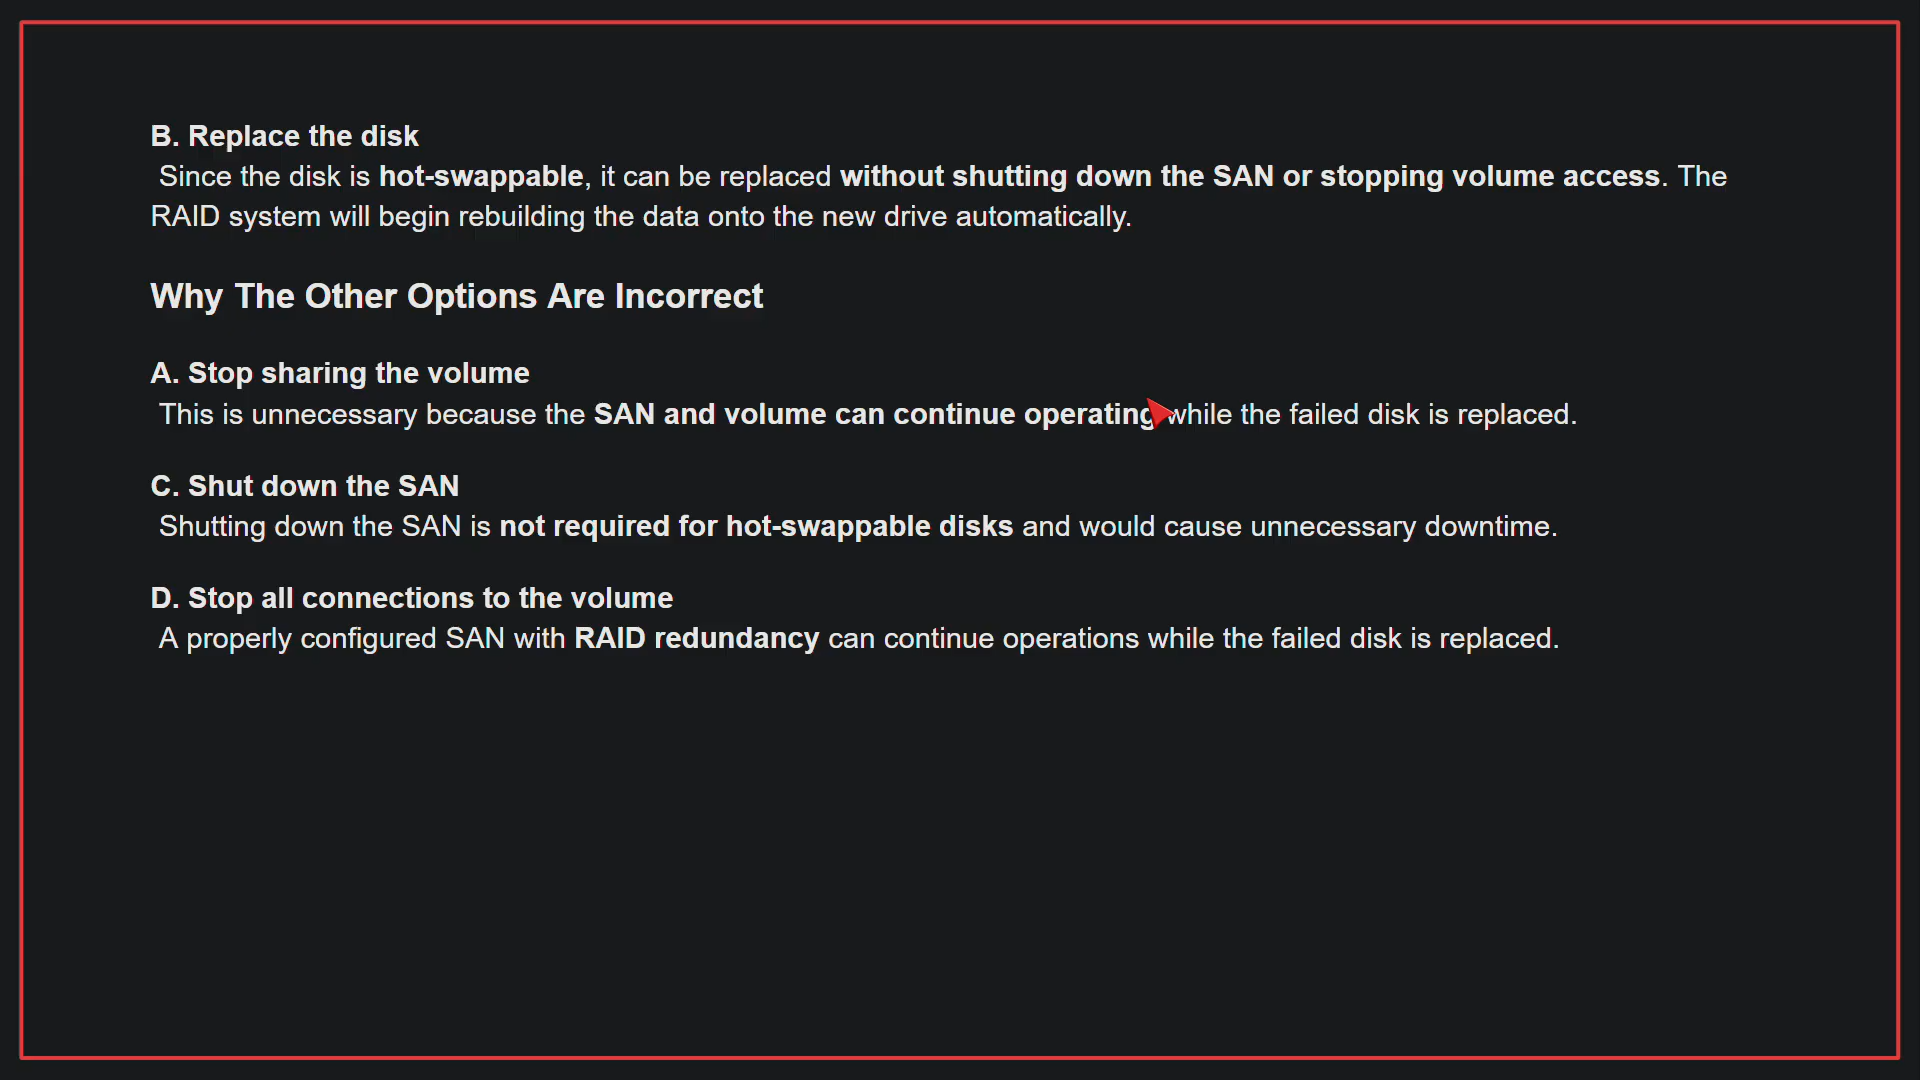 B. Replace the disk
Since the disk is hot-swappable, it can be replaced without shutting down the SAN or stopping volume access. The
RAID system will begin rebuilding the data onto the new drive automatically.
Why The Other Options Are Incorrect
A. Stop sharing the volume
This is unnecessary because the SAN and volume can continue operating while the failed disk is replaced.
C. Shut down the SAN
Shutting down the SAN is not required for hot-swappable disks and would cause unnecessary downtime.
D. Stop all connections to the volume
A properly configured SAN with RAID redundancy can continue operations while the failed disk is replaced.